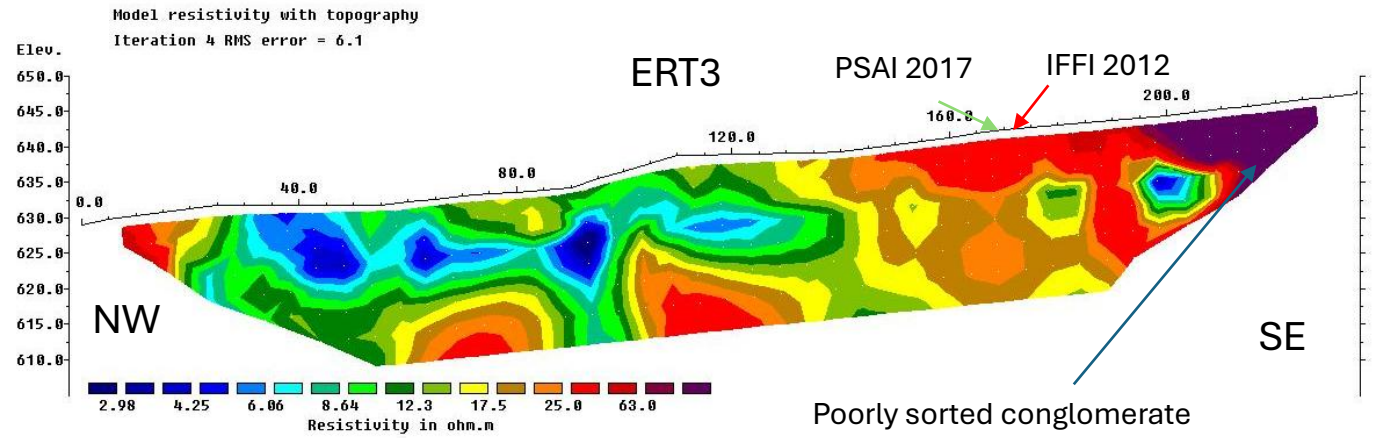 Model resistivity with topography
Iteration 4 RMS error = 6.1
Elev.
ERT3
PSAI 2017
IFFI 2012
650.0
645.0
640.0
635.0
630.0
625.0
620.0
615.0
610.0
0.0
40.0
80.0
120.0
160.0
200.0
NW
SE
2.98 4.25 6.06 8.64 12.3 17.5 25.0 63.0
Resistivity in ohm.m
Poorly sorted conglomerate